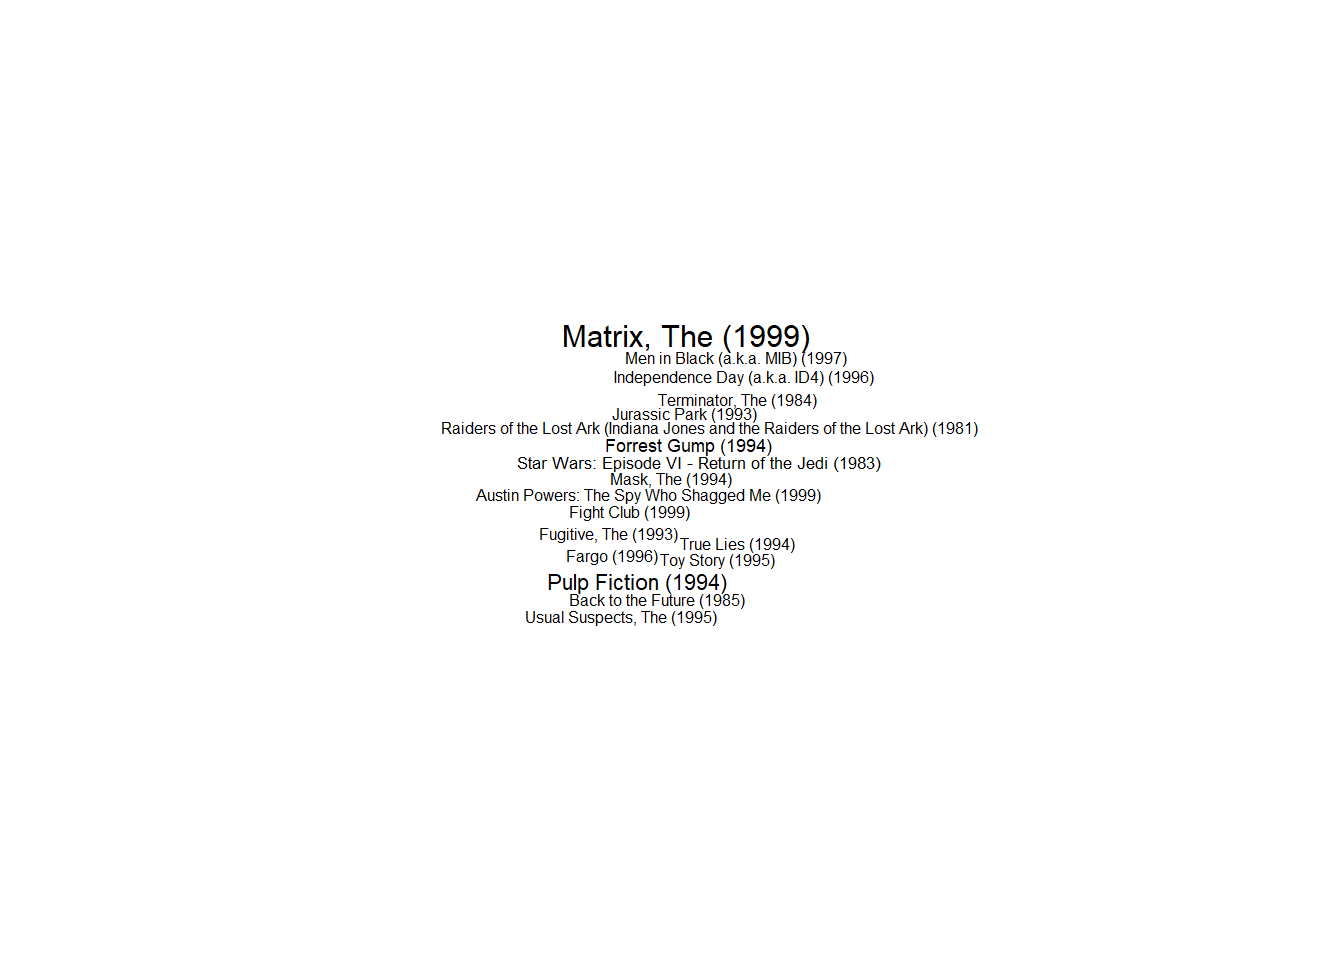 Matrix, The (1999)
Men in Black (a.k.a. MIB) (1997)
Independence Day (a.k.a. ID4) (1996)
Terminator, The (1984)
Jurassic Park (1993)
Raiders of the Lost Ark (Indiana Jones and the Raiders of the Lost Ark) (1981)
Forrest Gump (1994)
Star Wars: Episode VI - Return of the Jedi (1983)
Mask, The (1994)
Austin Powers: The Spy Who Shagged Me (1999)
Fight Club (1999)
Fugitive, The (1993)
True Lies (1994)
Fargo (1996)
Toy Story (1995)
Pulp Fiction (1994)
Back to the Future (1985)
Usual Suspects, The (1995)